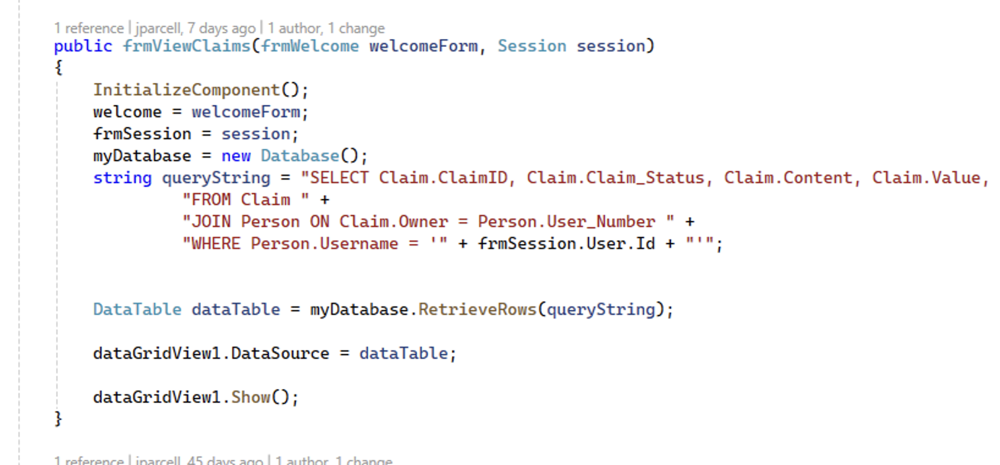 1 reference | jparcell, 7 days ago | 1 author, 1 change
public frmViewClaims(frmWelcome welcomeForm, Session session)
{
InitializeComponent();
welcome = welcomeForm;
frmSession = session;
myDatabase = new Database();
string queryString = "SELECT Claim.ClaimID, Claim.Claim_Status, Claim.Content, Claim.Value,
"FROM Claim " +
"JOIN Person ON Claim.Owner = Person.User_Number " +
"WHERE Person.Username = '" + frmSession.User.Id + "'";
DataTable dataTable = myDatabase.RetrieveRows(queryString);
dataGridView1.DataSource = dataTable;
dataGridView1.Show();
}
1 reference | jparcell, 45 days ago | 1 author, 1 change